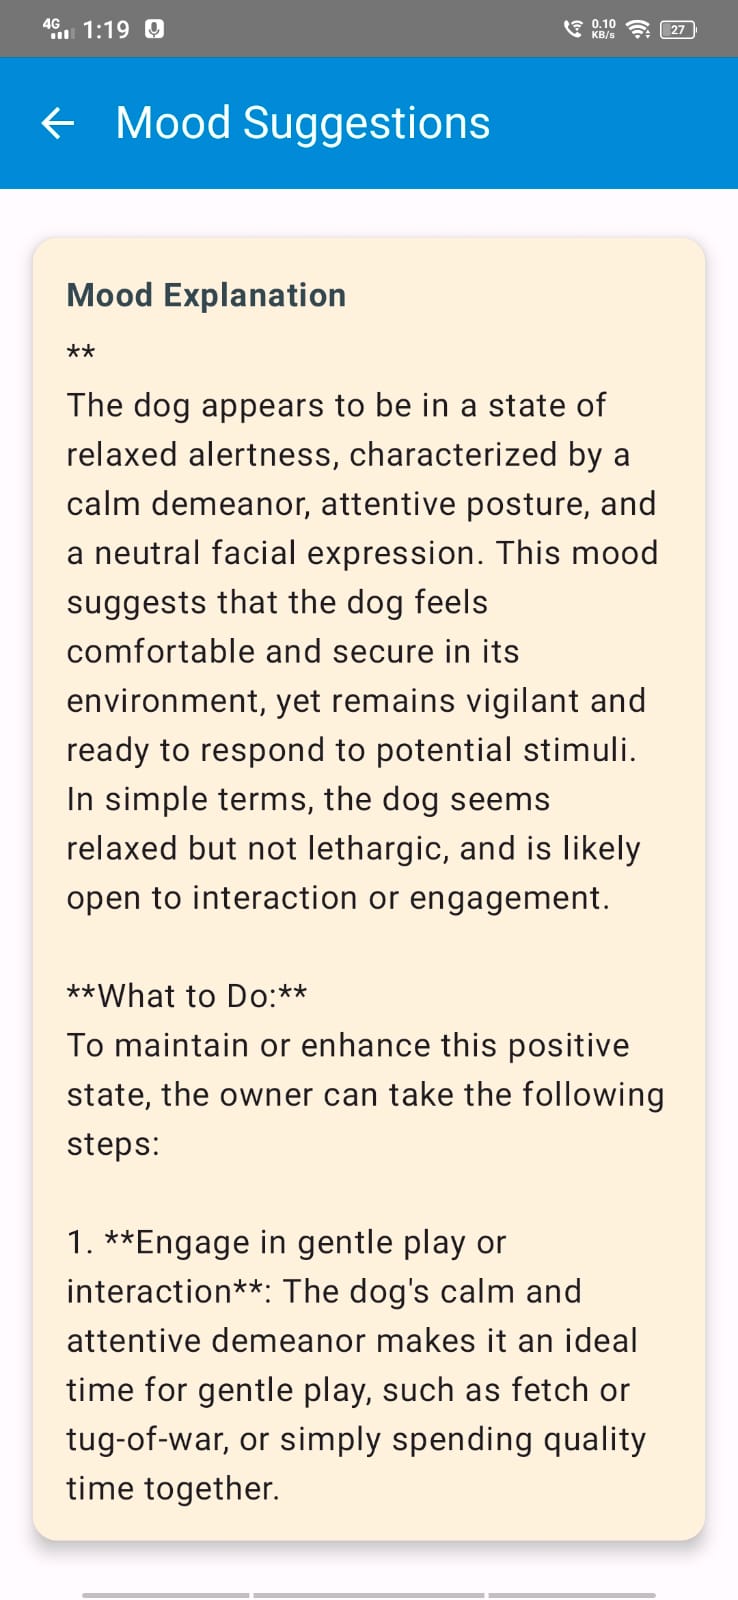 4G 1:19 0.10 KB/s 27
Mood Suggestions
Mood Explanation
**
The dog appears to be in a state of
relaxed alertness, characterized by a
calm demeanor, attentive posture, and
a neutral facial expression. This mood
suggests that the dog feels
comfortable and secure in its
environment, yet remains vigilant and
ready to respond to potential stimuli.
In simple terms, the dog seems
relaxed but not lethargic, and is likely
open to interaction or engagement.
**What to Do:**
To maintain or enhance this positive
state, the owner can take the following
steps:
1. **Engage in gentle play or
interaction**: The dog's calm and
attentive demeanor makes it an ideal
time for gentle play, such as fetch or
tug-of-war, or simply spending quality
time together.